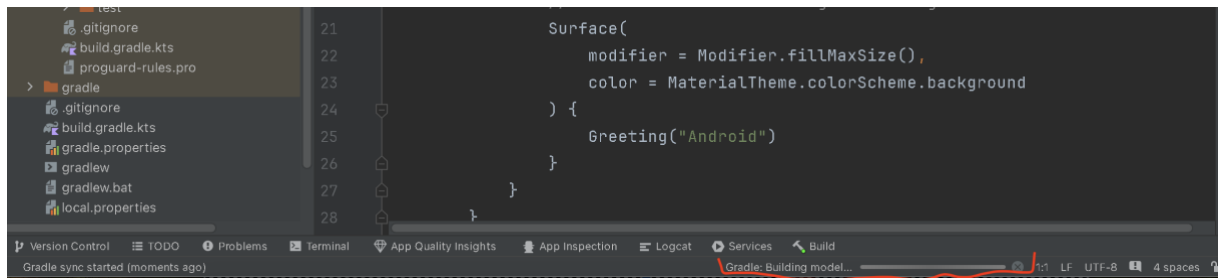 test
.gitignore
build.gradle.kts
proguard-rules.pro
gradle
.gitignore
build.gradle.kts
gradle.properties
gradlew
gradlew.bat
local.properties
21 Surface(
22 modifier = Modifier.fillMaxSize(),
23 color = MaterialTheme.colorScheme.background
24 ) {
25 Greeting("Android")
26 }
27 }
28 }
Version Control TODO Problems Terminal App Quality Insights App Inspection Logcat Services Build
Gradle sync started (moments ago) Gradle: Building model... 1:1 LF UTF-8 4 spaces